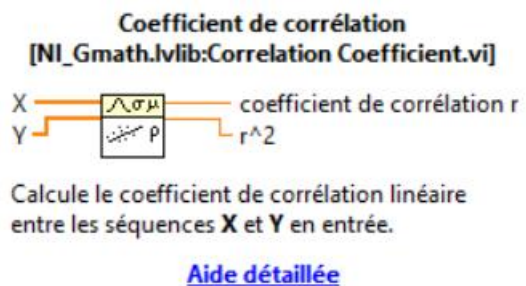 Coefficient de corrélation
[NI_Gmath.lvlib:Correlation Coefficient.vi]
X
σμ
coefficient de corrélation r
Y
ρ
r^2
Calcule le coefficient de corrélation linéaire
entre les séquences X et Y en entrée.
Aide détaillée